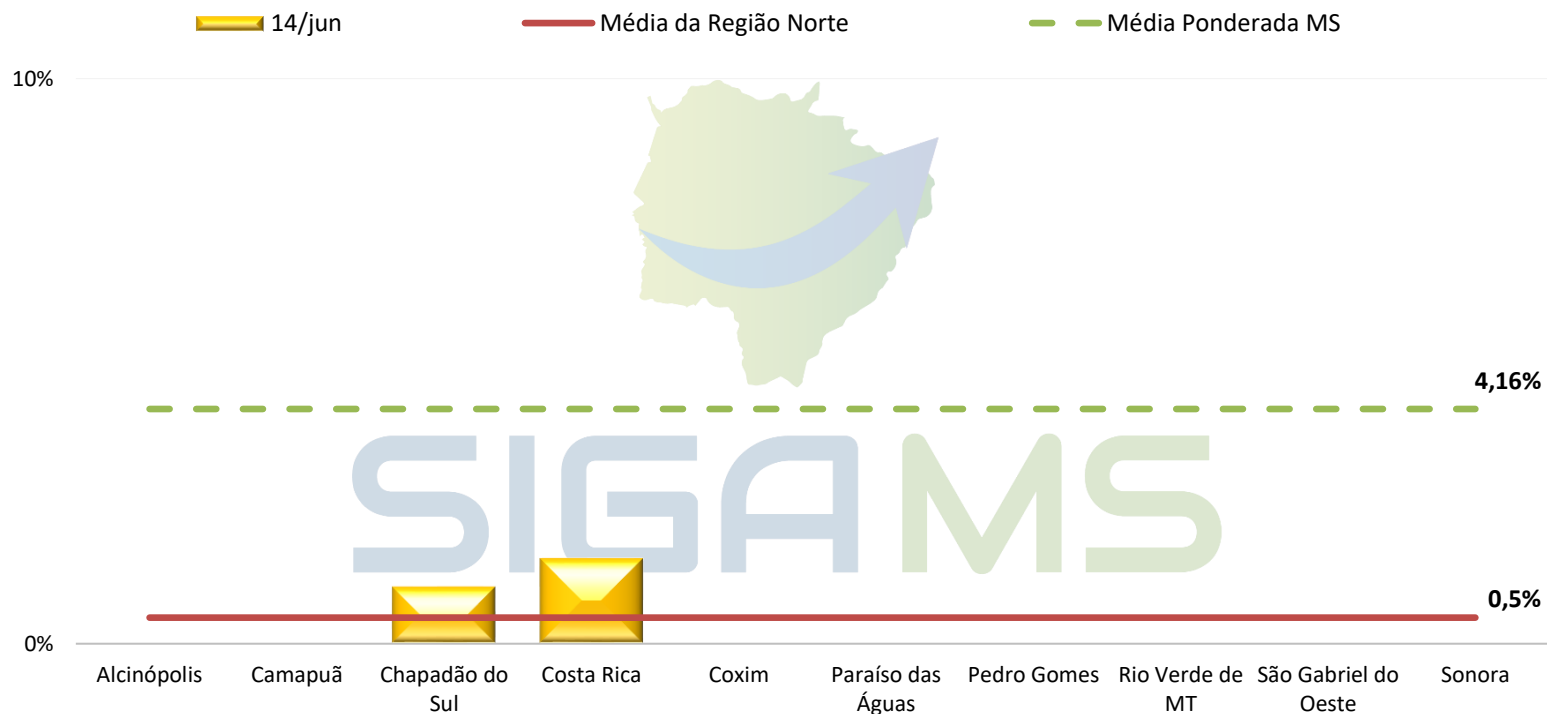 14/jun
Média da Região Norte
Média Ponderada MS
10%
4,16%
SIGAMS
0,5%
0%
Alcinópolis
Camapuã
Chapadão do
Sul
Costa Rica
Coxim
Paraíso das
Águas
Pedro Gomes
Rio Verde de
MT
São Gabriel do
Oeste
Sonora